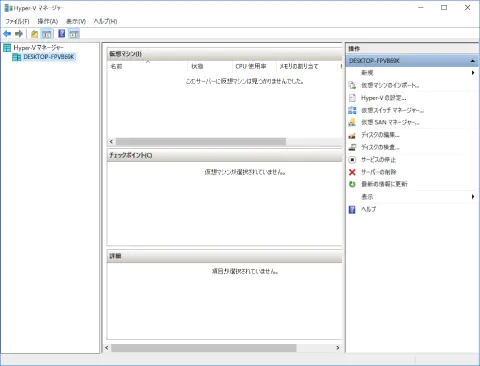 Hyper-V マネージャー
ファイル(F) 操作(A) 表示(V) ヘルプ(H)
Hyper-V マネージャー
DESKTOP-FPVB69K
仮想マシン(I)
名前 状態 CPU 使用率 メモリの割り当て
このサーバーに仮想マシンは見つかりませんでした。
チェックポイント(C)
仮想マシンが選択されていません。
詳細
項目が選択されていません。
操作
DESKTOP-FPVB69K
新規
仮想マシンのインポート...
Hyper-V の設定...
仮想スイッチ マネージャー...
仮想 SAN マネージャー...
ディスクの編集...
ディスクの検査...
サービスの停止
サーバーの削除
最新の情報に更新
表示
ヘルプ